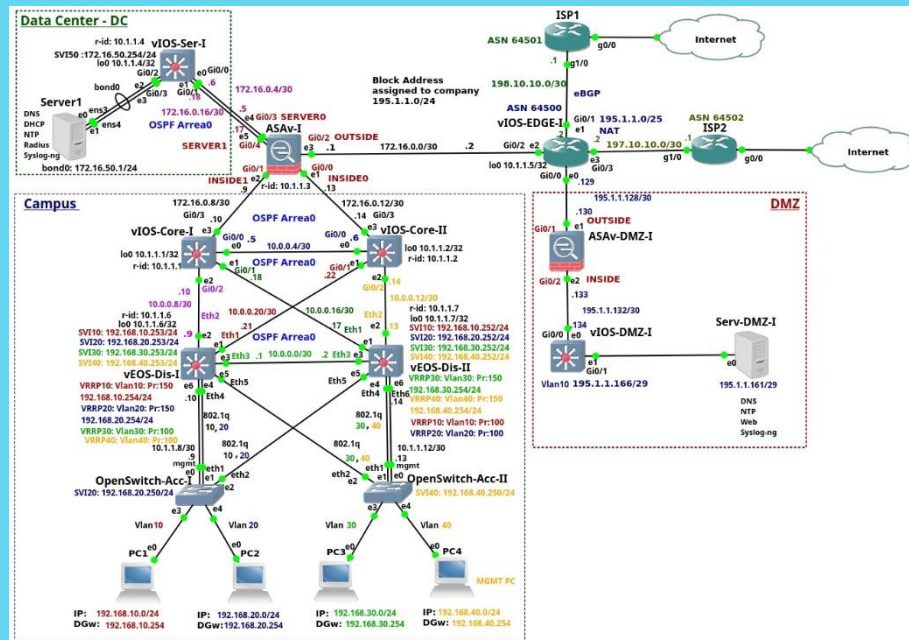 Data Center - DC
r-id: 10.1.1.4
vIOS-Ser-I
SVI50 :172.16.50.254/24
lo0 10.1.1.4/32
Gi0/2
e2
e3
Gi0/3
e0
Gi0/0
.6
e1
Gi0/1
.18
bond0
Server1
DNS
DHCP
NTP
Radius
Syslog-ng
ens3
e0
ens4
e1
172.16.0.4/30
172.16.0.16/30
OSPF Area0
bond0: 172.16.50.1/24
SERVER1
.5
e4
Gi0/3
SERVER0
.17
e5
Gi0/4
ASAv-I
Gi0/2
OUTSIDE
e3
.1
172.16.0.0/30
.2
Gi0/2
e2
Gi0/1
e2
INSIDE1
.9
r-id: 10.1.1.3
Gi0/0
e1
INSIDE0
.13
Block Address
assigned to company
195.1.1.0/24
ISP1
ASN 64501
g0/0
Internet
.1
g1/0
198.10.10.0/30
eBGP
ASN 64500
vIOS-EDGE-I
.2
Gi0/1
e1
195.1.1.0/25
NAT
lo0 10.1.1.5/32
.2
e3
Gi0/3
197.10.10.0/30
ASN 64502
ISP2
.1
g1/0
g0/0
Internet
Gi0/0
e0
.129
195.1.1.128/30
DMZ
.130
e1
OUTSIDE
Gi0/1
ASAv-DMZ-I
Gi0/2
e2
INSIDE
.133
195.1.1.132/30
.134
Gi0/0
e0
vIOS-DMZ-I
e1
Gi0/1
Vlan10
195.1.1.166/29
Serv-DMZ-I
e0
195.1.1.161/29
DNS
NTP
Web
Syslog-ng
Campus
172.16.0.8/30
172.16.0.12/30
Gi0/3
.10
e3
OSPF Arrea0
.14
Gi0/3
e3
vIOS-Core-I
vIOS-Core-II
Gi0/0
.5
e0
10.0.0.4/30
Gi0/0
.6
e0
lo0 10.1.1.1/32
r-id: 10.1.1.1
lo0 10.1.1.2/32
r-id: 10.1.1.2
e1
Gi0/1
.18
OSPF Arrea0
Gi0/1
e1
.22
e2
.10
Gi0/2
e2
.14
Gi0/2
10.0.0.8/30
10.0.0.20/30
10.0.0.16/30
10.0.0.12/30
r-id: 10.1.1.6
lo0 10.1.1.6/32
SVI10: 192.168.10.253/24
SVI20: 192.168.20.253/24
SVI30: 192.168.30.253/24
SVI40: 192.168.40.253/24
Eth2
.9
e2
Eth1
.21
e1
OSPF Area0
17
Eth1
e1
Eth2
e2
.13
r-id: 10.1.1.7
lo0 10.1.1.7/32
SVI10: 192.168.10.252/24
SVI20: 192.168.20.252/24
SVI30: 192.168.30.252/24
SVI40: 192.168.40.252/24
e3
Eth3
.1
10.0.0.0/30
.2
Eth3
e3
vEOS-Dis-I
vEOS-Dis-II
VRRP10: Vlan10: Pr:150
192.168.10.254/24
VRRP20: Vlan20: Pr:150
192.168.20.254/24
VRRP30: Vlan30: Pr:100
VRRP40: Vlan40: Pr:100
VRRP30: Vlan30: Pr:150
192.168.30.254/24
VRRP40: Vlan40: Pr:150
192.168.40.254/24
VRRP10: Vlan10: Pr:100
VRRP20: Vlan20: Pr:100
e6
e4
.10
Eth4
e5
Eth5
Eth5
e5
e4
Eth4
e6
.14
802.1q
10, 20
802.1q
10, 20
802.1q
30, 40
802.1q
30, 40
10.1.1.8/30
.9
mgmt
e0
eth1
e1
eth2
e2
10.1.1.12/30
.13
mgmt
e0
eth1
e1
eth2
e2
OpenSwitch-Acc-I
SVI20: 192.168.20.250/24
OpenSwitch-Acc-II
SVI40: 192.168.40.250/24
e3
e4
e3
e4
Vlan10
Vlan 20
Vlan 30
Vlan 40
PC1
e0
PC2
e0
PC3
e0
PC4
e0
MGMT PC
IP: 192.168.10.0/24
DGw: 192.168.10.254
IP: 192.168.20.0/24
DGw: 192.168.20.254
IP: 192.168.30.0/24
DGw: 192.168.30.254
IP: 192.168.40.0/24
DGw: 192.168.40.254